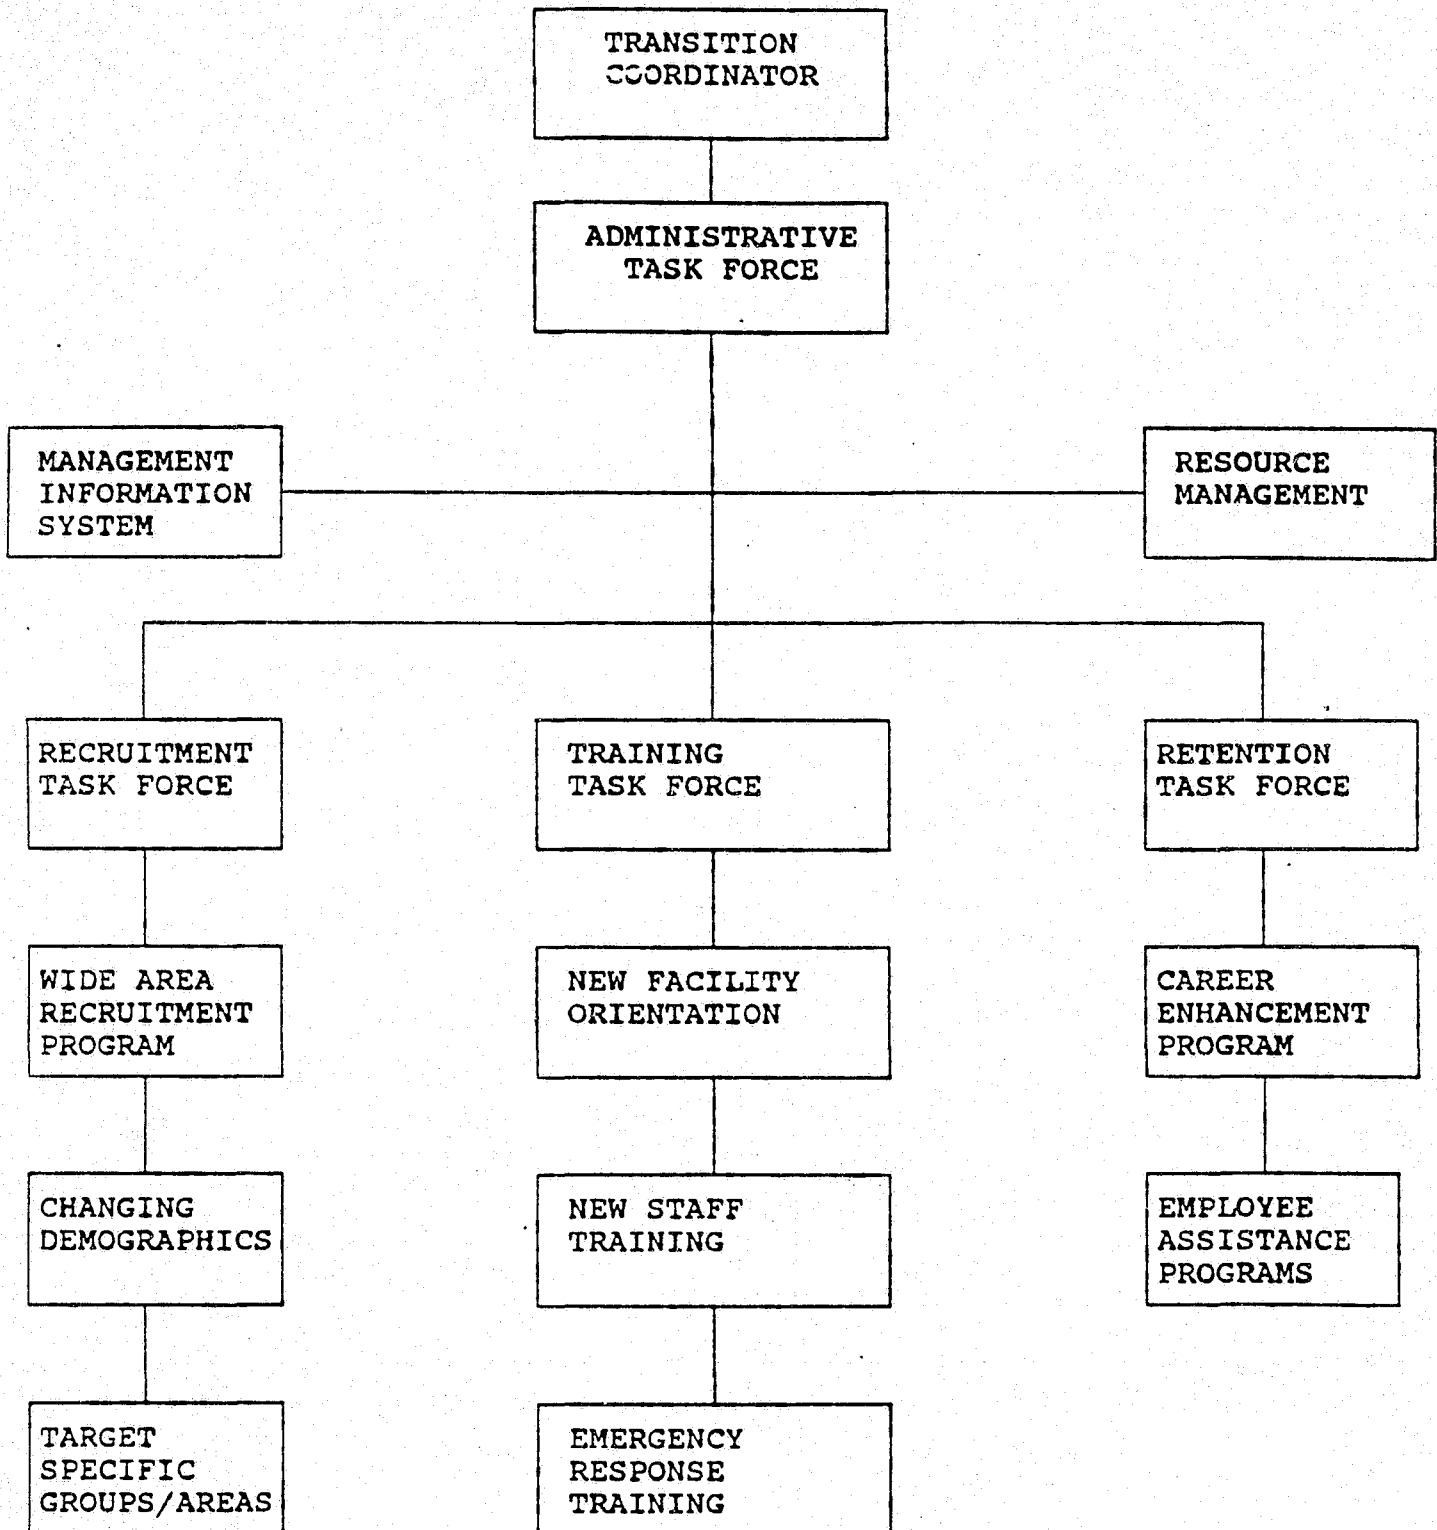 TRANSITION
COORDINATOR
ADMINISTRATIVE
TASK FORCE
MANAGEMENT
INFORMATION
SYSTEM
RESOURCE
MANAGEMENT
RECRUITMENT
TASK FORCE
TRAINING
TASK FORCE
RETENTION
TASK FORCE
WIDE AREA
RECRUITMENT
PROGRAM
NEW FACILITY
ORIENTATION
CAREER
ENHANCEMENT
PROGRAM
CHANGING
DEMOGRAPHICS
NEW STAFF
TRAINING
EMPLOYEE
ASSISTANCE
PROGRAMS
TARGET
SPECIFIC
GROUPS/AREAS
EMERGENCY
RESPONSE
TRAINING